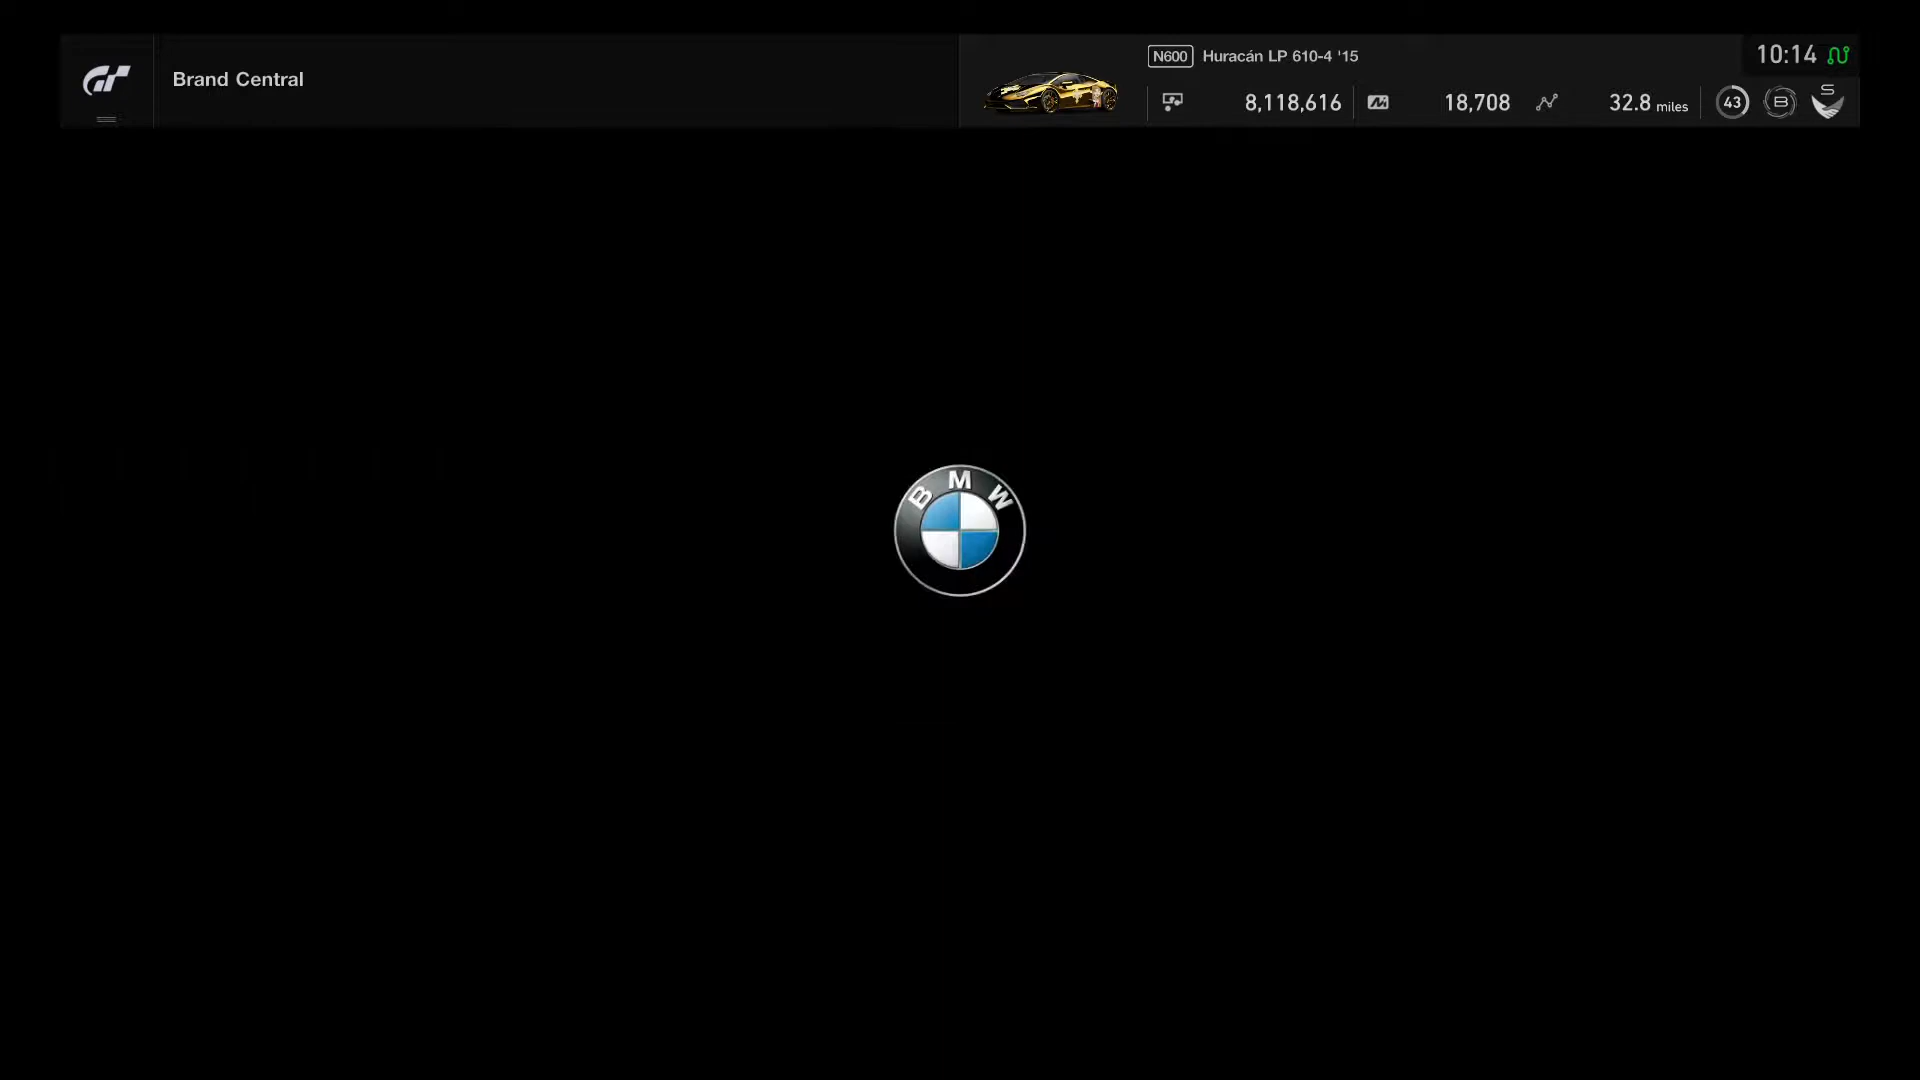 Brand Central
N600 Huracán LP 610-4 '15
10:14
8,118,616
18,708
32.8 miles
43
B
S
BMW